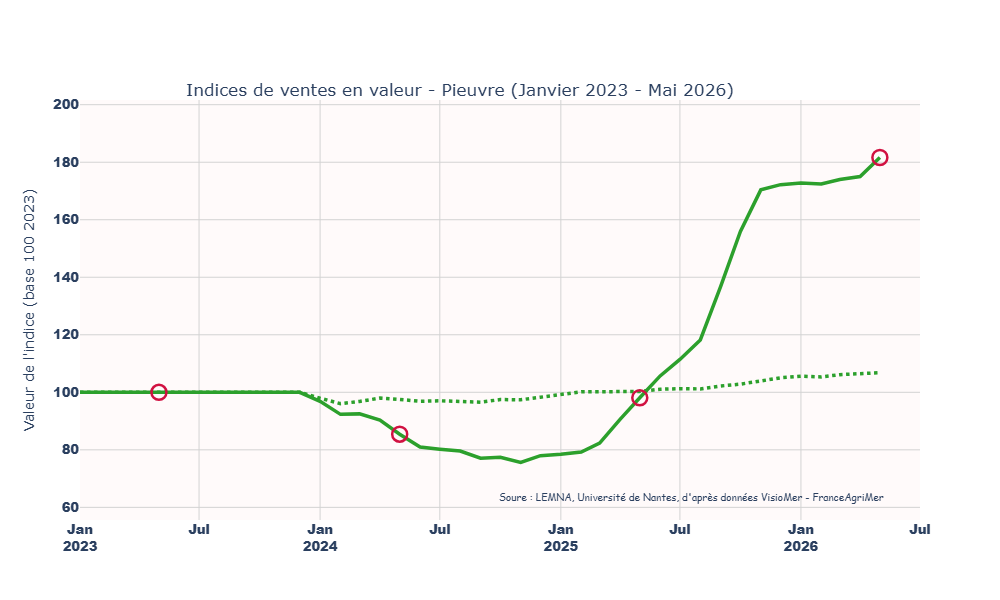 Indices de ventes en valeur - Pieuvre (Janvier 2023 - Mai 2026)
Valeur de l'indice (base 100 2023)
200
180
160
140
120
100
80
60
Soure : LEMNA, Université de Nantes, d'après données VisioMer - FranceAgriMer
Jan Jul Jan Jul Jan Jul Jan Jul
2023 2024 2025 2026